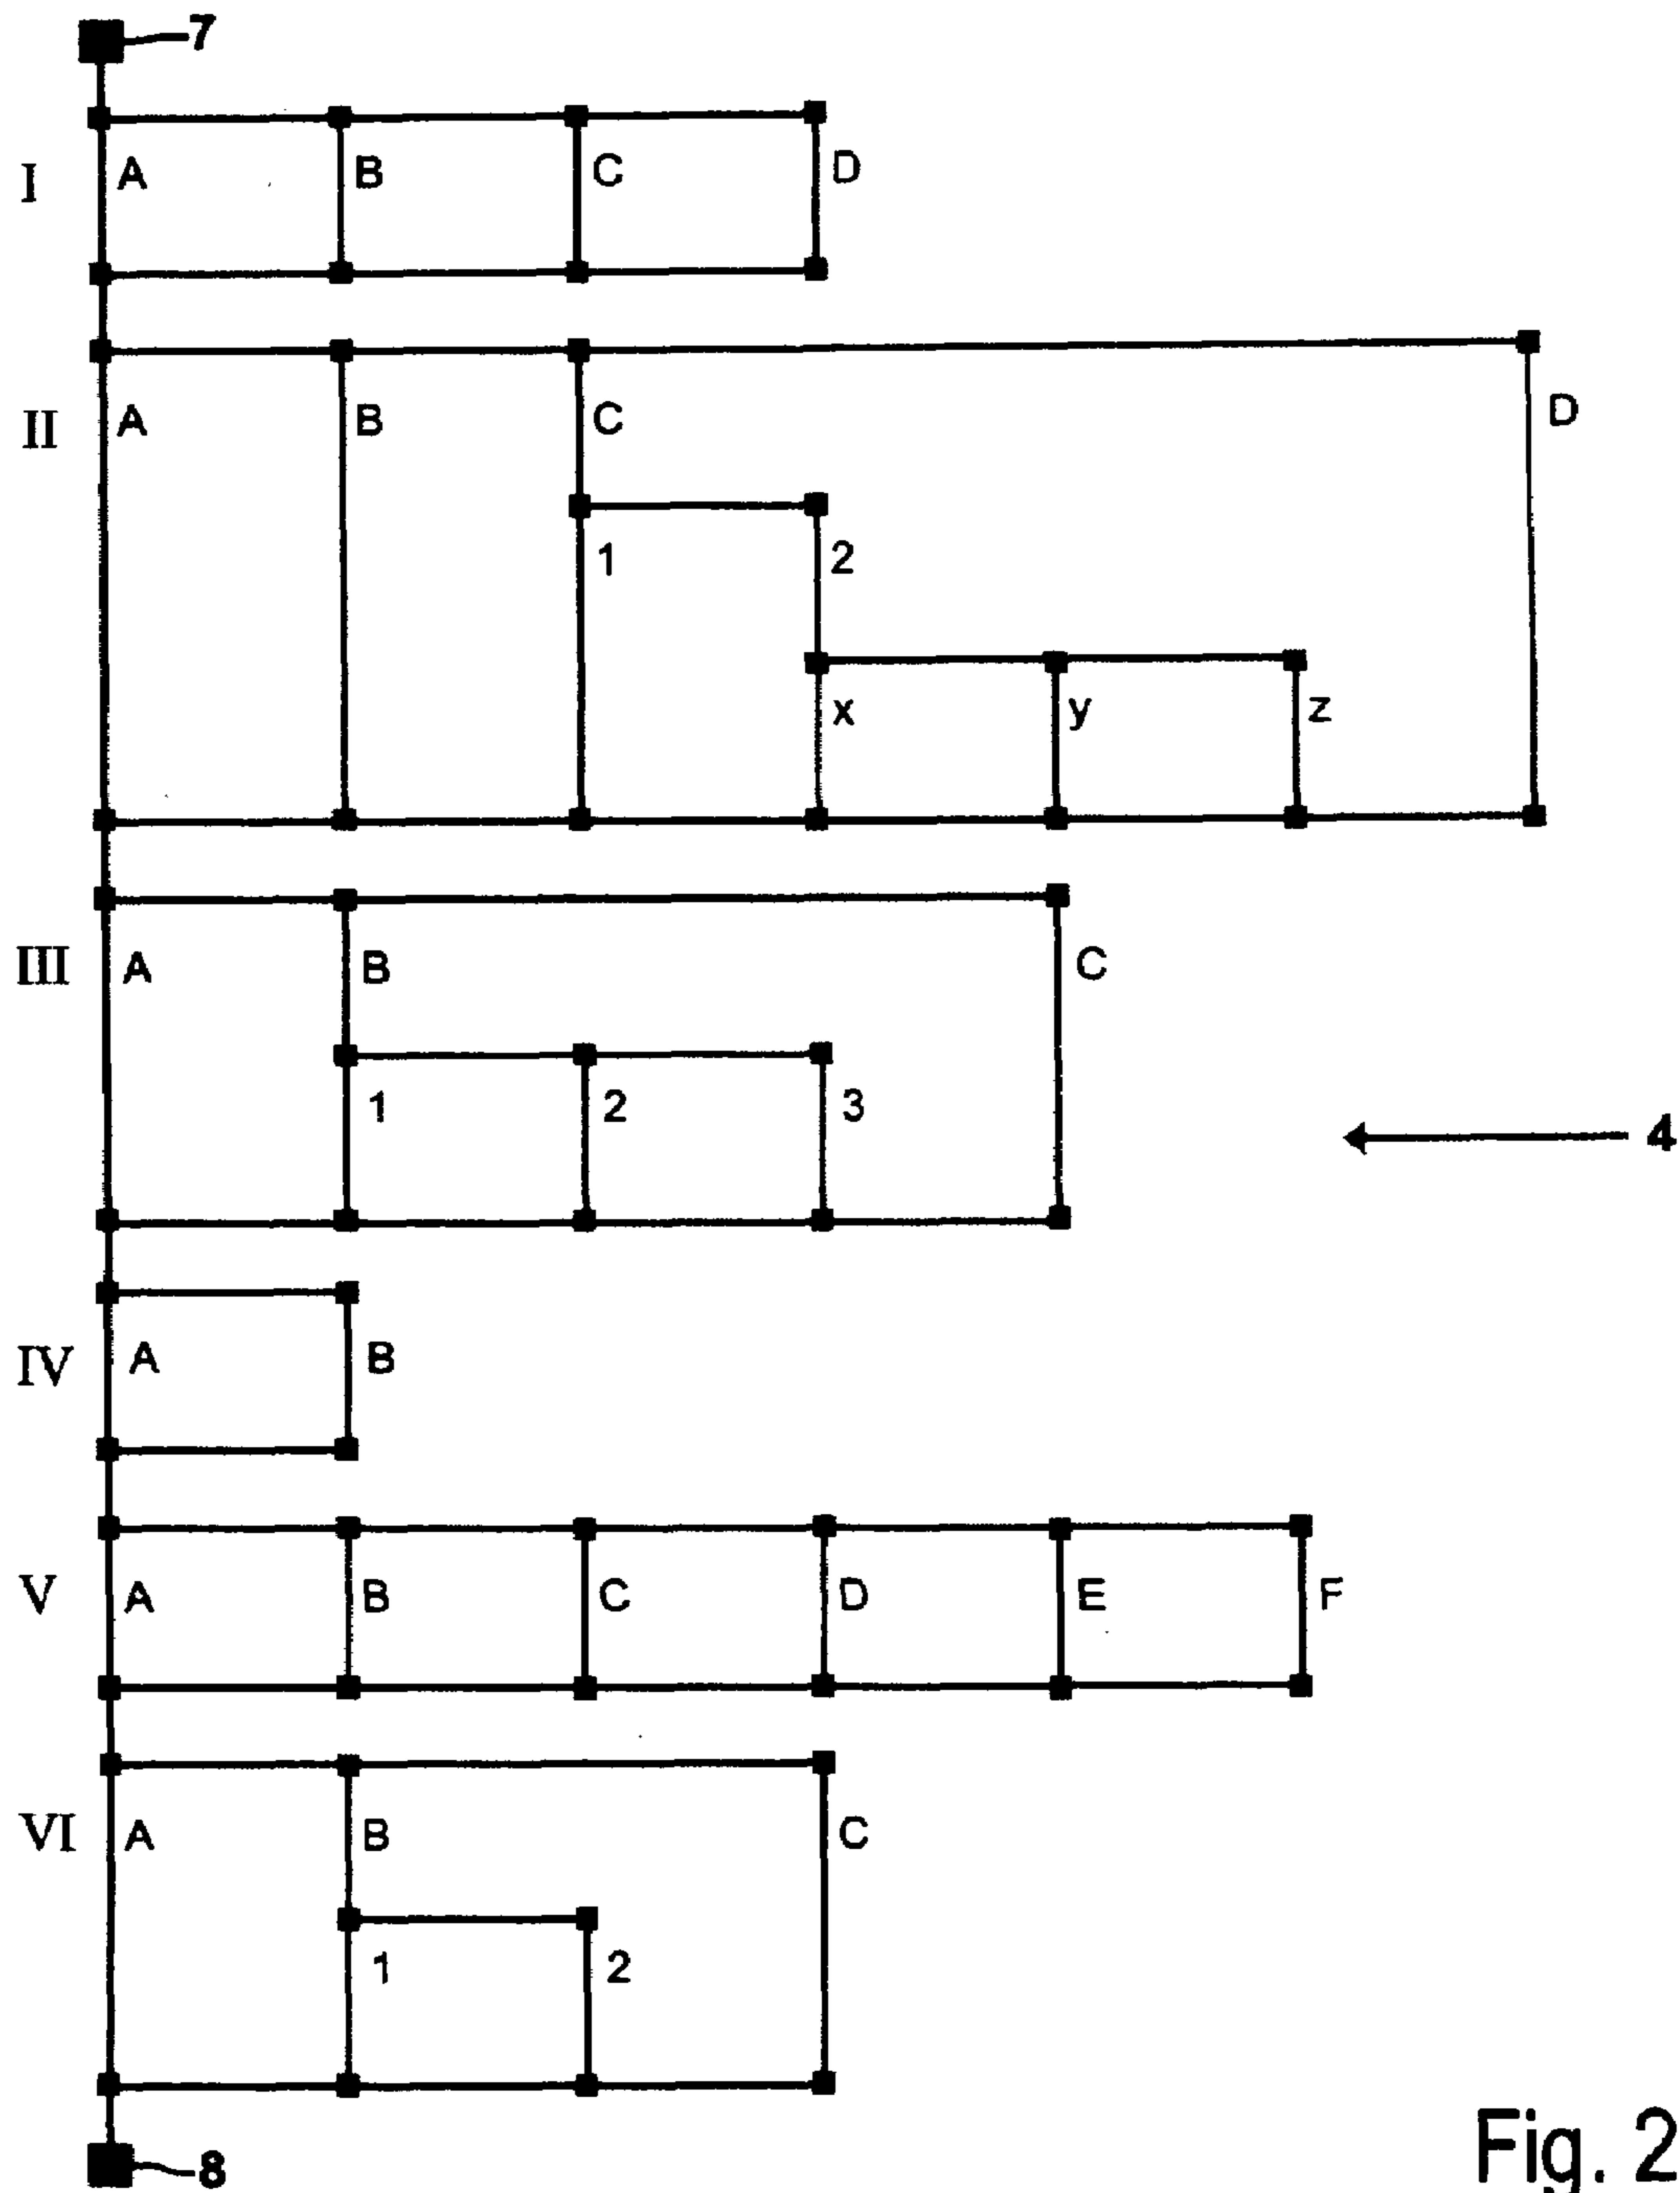 7
I A B C D
II A B C D
1 2
x y z
III A B C
1 2 3
4
IV A B
V A B C D E F
VI A B C
1 2
8
Fig. 2